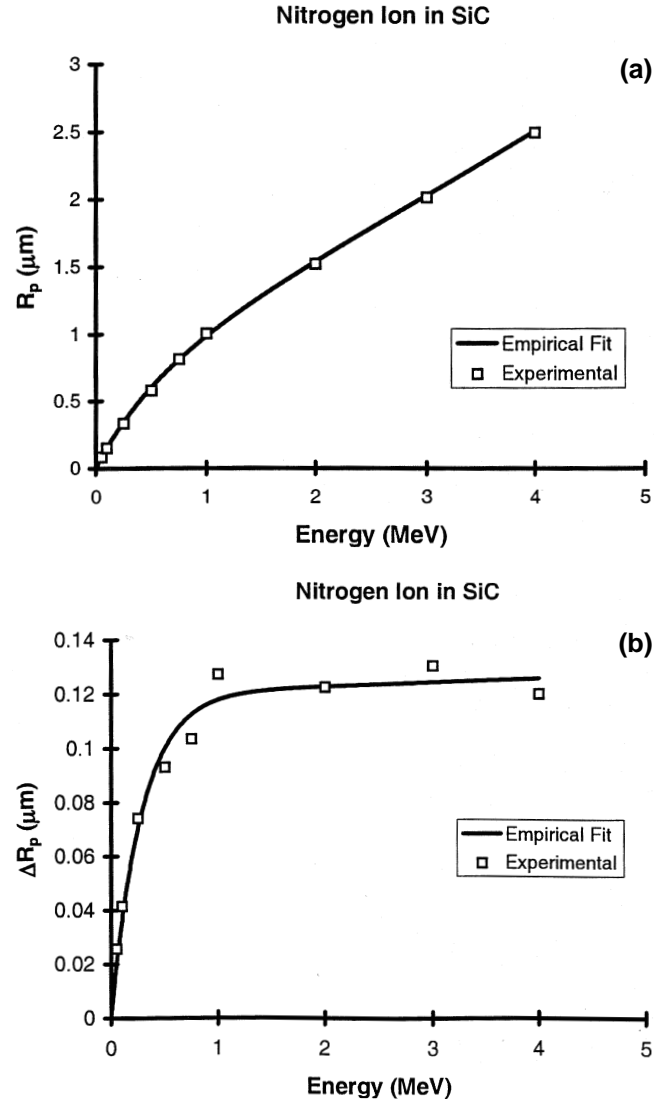 Nitrogen Ion in SiC
(a)
3
2.5
2
1.5
1
0.5
0
Rp (μm)
Empirical Fit
Experimental
0 1 2 3 4 5
Energy (MeV)
Nitrogen Ion in SiC
(b)
0.14
0.12
0.1
0.08
0.06
0.04
0.02
0
ΔRp (μm)
Empirical Fit
Experimental
0 1 2 3 4 5
Energy (MeV)